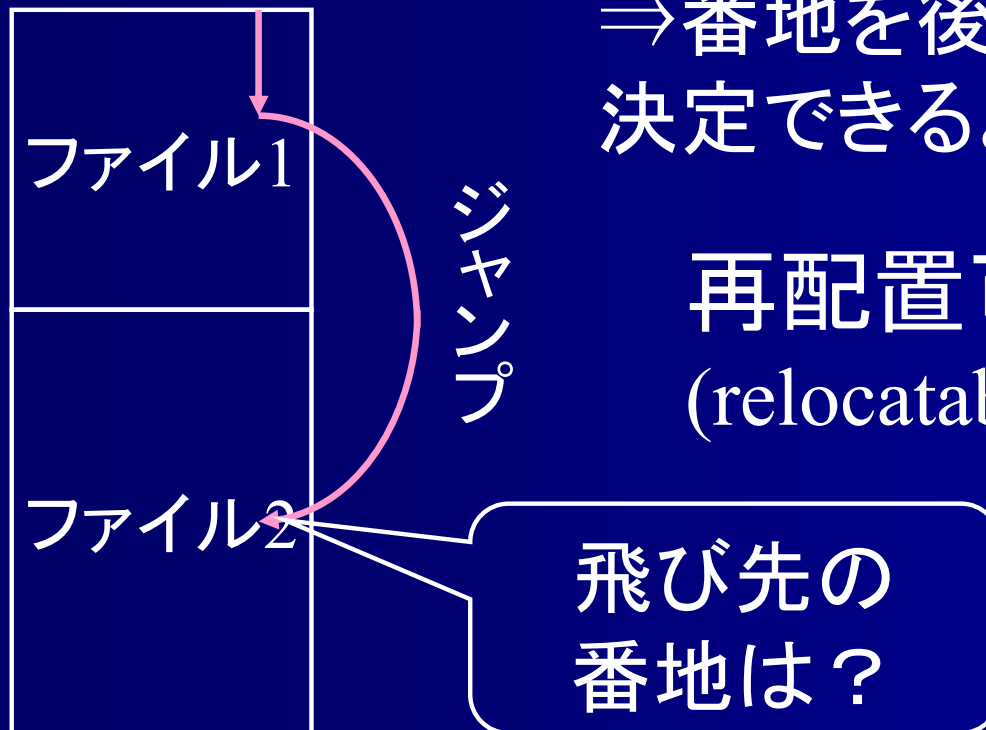 ⇒番地を後
決定できる
ファイル1
ジャンプ
再配置
(relocatab
ファイル2
飛び先の
番地は？